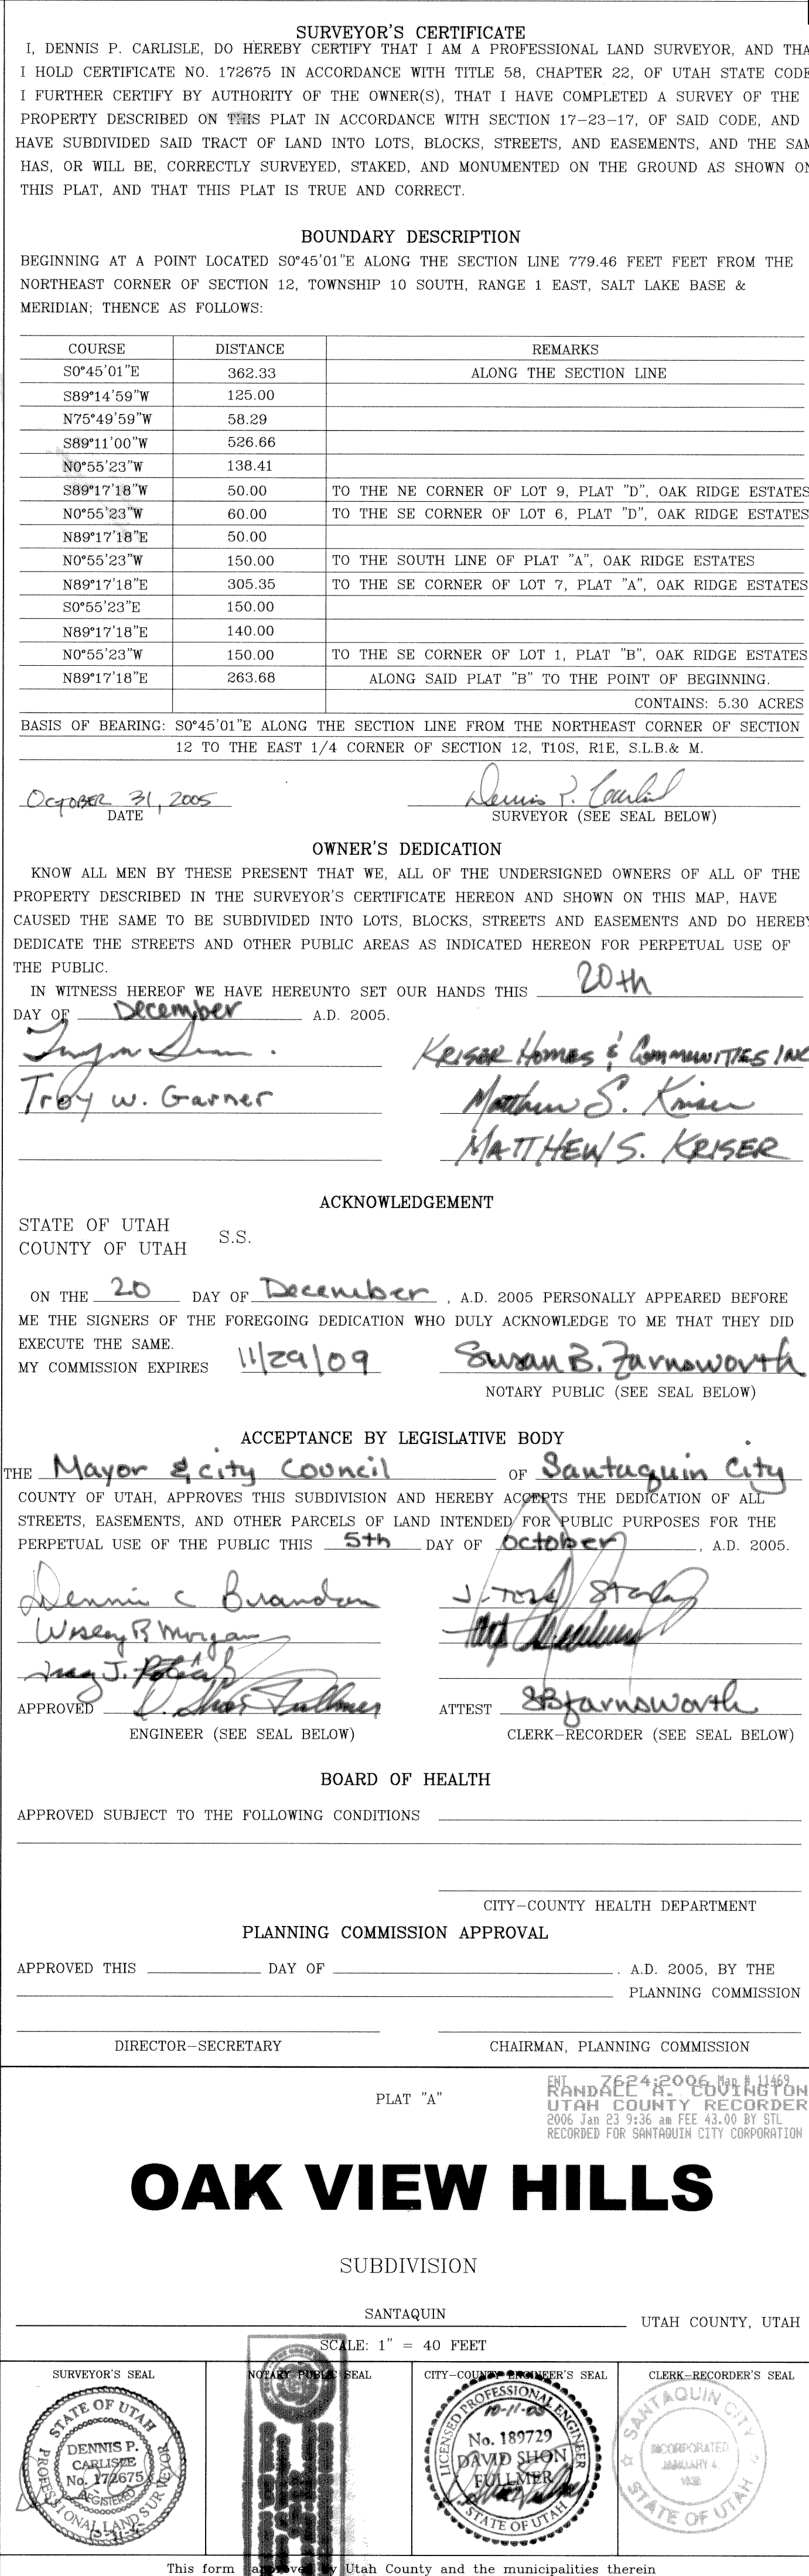 SURVEYOR'S CERTIFICATE
I, DENNIS P. CARLISLE, DO HEREBY CERTIFY THAT I AM A PROFESSIONAL LAND SURVEYOR, AND THA
I HOLD CERTIFICATE NO. 172675 IN ACCORDANCE WITH TITLE 58, CHAPTER 22, OF UTAH STATE CODE
I FURTHER CERTIFY BY AUTHORITY OF THE OWNER(S), THAT I HAVE COMPLETED A SURVEY OF THE
PROPERTY DESCRIBED ON THIS PLAT IN ACCORDANCE WITH SECTION 17-23-17, OF SAID CODE, AND
HAVE SUBDIVIDED SAID TRACT OF LAND INTO LOTS, BLOCKS, STREETS, AND EASEMENTS, AND THE SAM
HAS, OR WILL BE, CORRECTLY SURVEYED, STAKED, AND MONUMENTED ON THE GROUND AS SHOWN ON
THIS PLAT, AND THAT THIS PLAT IS TRUE AND CORRECT.
BOUNDARY DESCRIPTION
BEGINNING AT A POINT LOCATED S0°45'01"E ALONG THE SECTION LINE 779.46 FEET FEET FROM THE
NORTHEAST CORNER OF SECTION 12, TOWNSHIP 10 SOUTH, RANGE 1 EAST, SALT LAKE BASE &
MERIDIAN; THENCE AS FOLLOWS:
COURSE DISTANCE REMARKS
S0°45'01"E 362.33 ALONG THE SECTION LINE
S89°14'59"W 125.00
N75°49'59"W 58.29
S89°11'00"W 526.66
N0°55'23"W 138.41
S89°17'18"W 50.00 TO THE NE CORNER OF LOT 9, PLAT "D", OAK RIDGE ESTATES
N0°55'23"W 60.00 TO THE SE CORNER OF LOT 6, PLAT "D", OAK RIDGE ESTATES
N89°17'18"E 50.00
N0°55'23"W 150.00 TO THE SOUTH LINE OF PLAT "A", OAK RIDGE ESTATES
N89°17'18"E 305.35 TO THE SE CORNER OF LOT 7, PLAT "A", OAK RIDGE ESTATES
S0°55'23"E 150.00
N89°17'18"E 140.00
N0°55'23"W 150.00 TO THE SE CORNER OF LOT 1, PLAT "B", OAK RIDGE ESTATES
N89°17'18"E 263.68 ALONG SAID PLAT "B" TO THE POINT OF BEGINNING.
CONTAINS: 5.30 ACRES
BASIS OF BEARING: S0°45'01"E ALONG THE SECTION LINE FROM THE NORTHEAST CORNER OF SECTION
12 TO THE EAST 1/4 CORNER OF SECTION 12, T10S, R1E, S.L.B.& M.
OCTOBER 31, 2005 Dennis P. Carlisle
DATE SURVEYOR (SEE SEAL BELOW)
OWNER'S DEDICATION
KNOW ALL MEN BY THESE PRESENT THAT WE, ALL OF THE UNDERSIGNED OWNERS OF ALL OF THE
PROPERTY DESCRIBED IN THE SURVEYOR'S CERTIFICATE HEREON AND SHOWN ON THIS MAP, HAVE
CAUSED THE SAME TO BE SUBDIVIDED INTO LOTS, BLOCKS, STREETS AND EASEMENTS AND DO HEREBY
DEDICATE THE STREETS AND OTHER PUBLIC AREAS AS INDICATED HEREON FOR PERPETUAL USE OF
THE PUBLIC.
IN WITNESS HEREOF WE HAVE HEREUNTO SET OUR HANDS THIS 20th
DAY OF December A.D. 2005.
KRISER HOMES & COMMUNITIES INC
Troy W. Garner Matthew S. Kriser
MATTHEW S. KRISER
ACKNOWLEDGEMENT
STATE OF UTAH
S.S.
COUNTY OF UTAH
ON THE 20 DAY OF December, A.D. 2005 PERSONALLY APPEARED BEFORE
ME THE SIGNERS OF THE FOREGOING DEDICATION WHO DULY ACKNOWLEDGE TO ME THAT THEY DID
EXECUTE THE SAME.
MY COMMISSION EXPIRES 11/29/09 Susan B. Farnsworth
NOTARY PUBLIC (SEE SEAL BELOW)
ACCEPTANCE BY LEGISLATIVE BODY
THE Mayor & City Council OF Santaquin City
COUNTY OF UTAH, APPROVES THIS SUBDIVISION AND HEREBY ACCEPTS THE DEDICATION OF ALL
STREETS, EASEMENTS, AND OTHER PARCELS OF LAND INTENDED FOR PUBLIC PURPOSES FOR THE
PERPETUAL USE OF THE PUBLIC THIS 5th DAY OF October, A.D. 2005.
Dennis C Brandon
Wesley R Morgan
APPROVED D. Shon Fullmer ATTEST SBFarnsworth
ENGINEER (SEE SEAL BELOW) CLERK-RECORDER (SEE SEAL BELOW)
BOARD OF HEALTH
APPROVED SUBJECT TO THE FOLLOWING CONDITIONS
CITY-COUNTY HEALTH DEPARTMENT
PLANNING COMMISSION APPROVAL
APPROVED THIS DAY OF . A.D. 2005, BY THE
PLANNING COMMISSION
DIRECTOR-SECRETARY CHAIRMAN, PLANNING COMMISSION
PLAT "A"
ENT 7624:2006 Map # 11469
RANDALL A. COVINGTON
UTAH COUNTY RECORDER
2006 Jan 23 9:36 am FEE 43.00 BY STL
RECORDED FOR SANTAQUIN CITY CORPORATION
OAK VIEW HILLS
SUBDIVISION
SANTAQUIN UTAH COUNTY, UTAH
SCALE: 1" = 40 FEET
SURVEYOR'S SEAL NOTARY PUBLIC SEAL CITY-COUNTY ENGINEER'S SEAL CLERK-RECORDER'S SEAL
STATE OF UTAH
DENNIS P.
CARLISLE
No. 172675
REGISTERED
PROFESSIONAL LAND SURVEYOR
LICENSED PROFESSIONAL ENGINEER
10-11-05
No. 189729
DAVID SHON
FULLMER
STATE OF UTAH
SANTAQUIN CITY
INCORPORATED
JANUARY 4
STATE OF UTAH
This form approved by Utah County and the municipalities therein